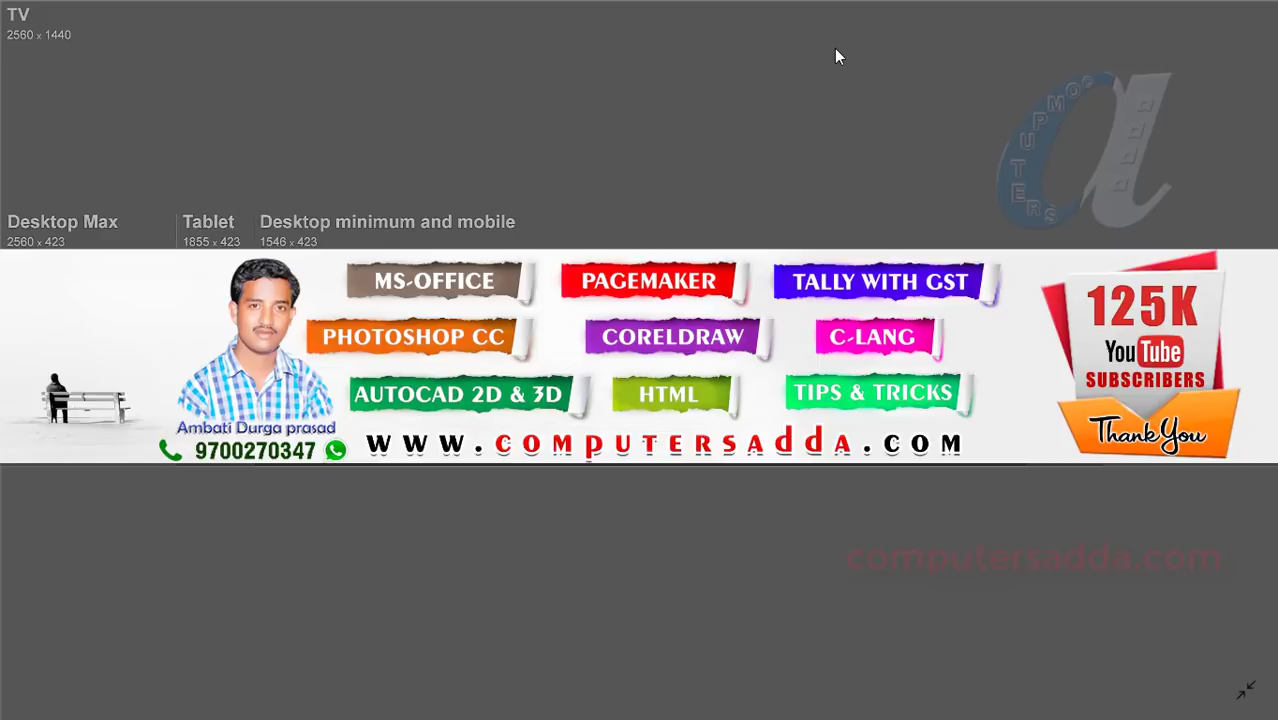 TV
2560 x 1440
COMPUTERS
adda
Desktop Max
2560 x 423
Tablet
1855 x 423
Desktop minimum and mobile
1546 x 423
MS-OFFICE
PAGEMAKER
TALLY WITH GST
PHOTOSHOP CC
CORELDRAW
C-LANG
AUTOCAD 2D & 3D
HTML
TIPS & TRICKS
Ambati Durga prasad
9700270347
www.computersadda.com
125K
YouTube
SUBSCRIBERS
Thank You
computersadda.com